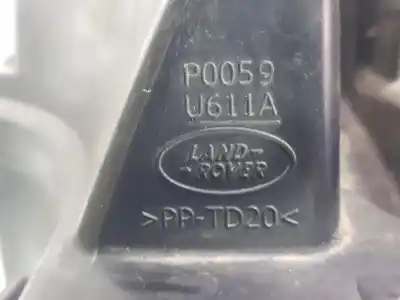 P0059
U611A
LAND-
-ROVER
>PP-TD20<